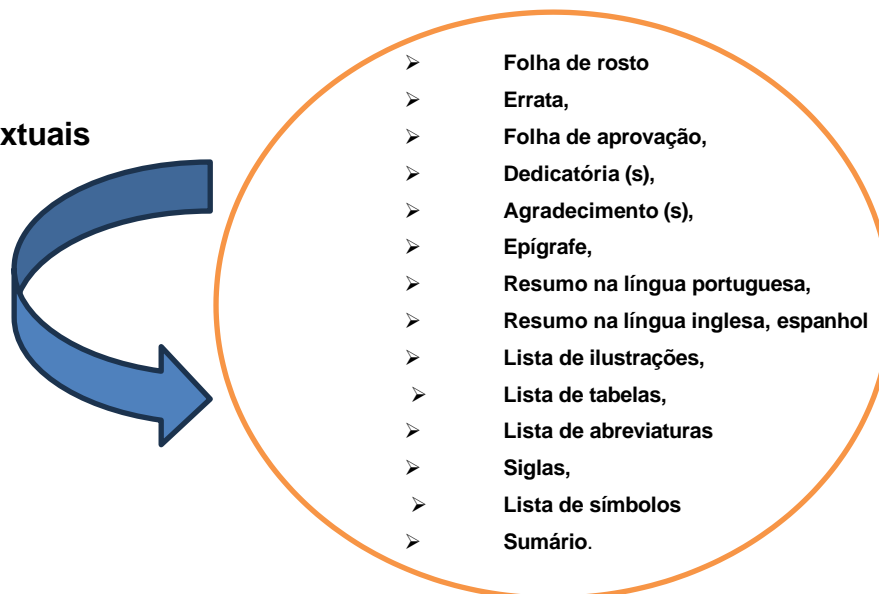 Folha de rosto
Errata,
Folha de aprovação,
xtuais
Dedicatória (s),
Agradecimento (s),
Epígrafe,
Resumo na língua portuguesa,
Resumo na língua inglesa, espanhol
Lista de ilustrações,
Lista de tabelas,
Lista de abreviaturas
Siglas,
Lista de símbolos
Sumário.